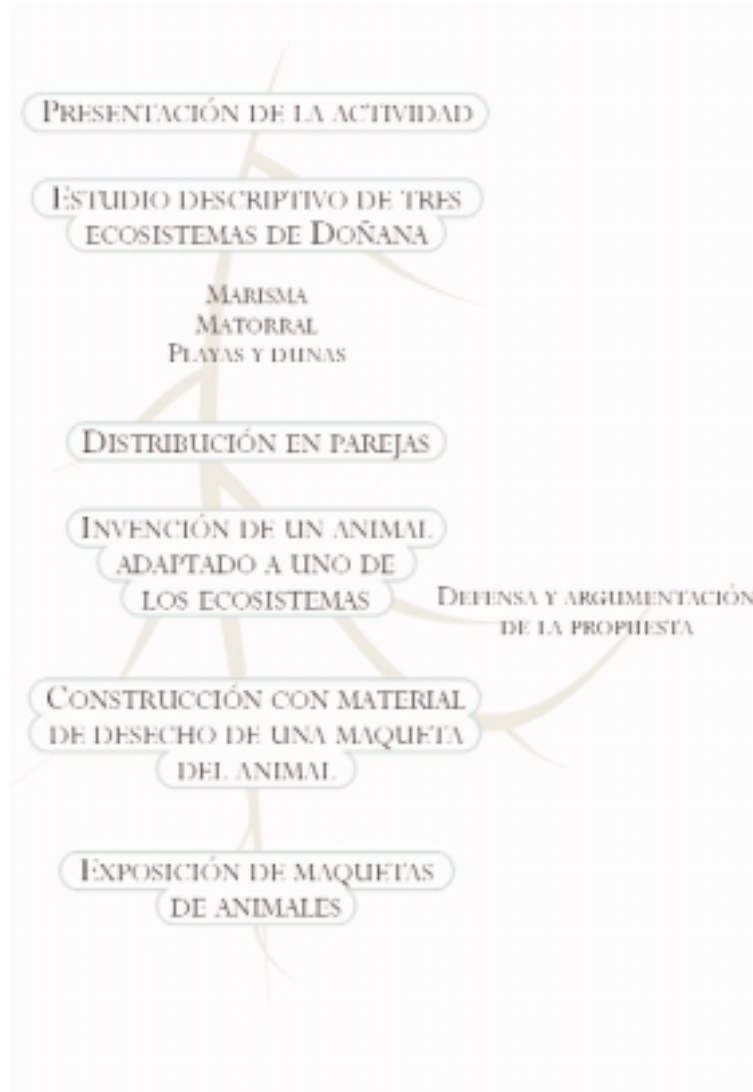 PRESENTACIÓN DE LA ACTIVIDAD
ESTUDIO DESCRIPTIVO DE TRES
ECOSISTEMAS DE DOÑANA
MARISMA
MATORRAL
PLAYAS Y DUNAS
DISTRIBUCIÓN EN PAREJAS
INVENCIÓN DE UN ANIMAL
ADAPTADO A UNO DE
LOS ECOSISTEMAS
DEFENSA Y ARGUMENTACIÓN
DE LA PROPUESTA
CONSTRUCCIÓN CON MATERIAL
DE DESECHO DE UNA MAQUETA
DEL ANIMAL
EXPOSICIÓN DE MAQUETAS
DE ANIMALES